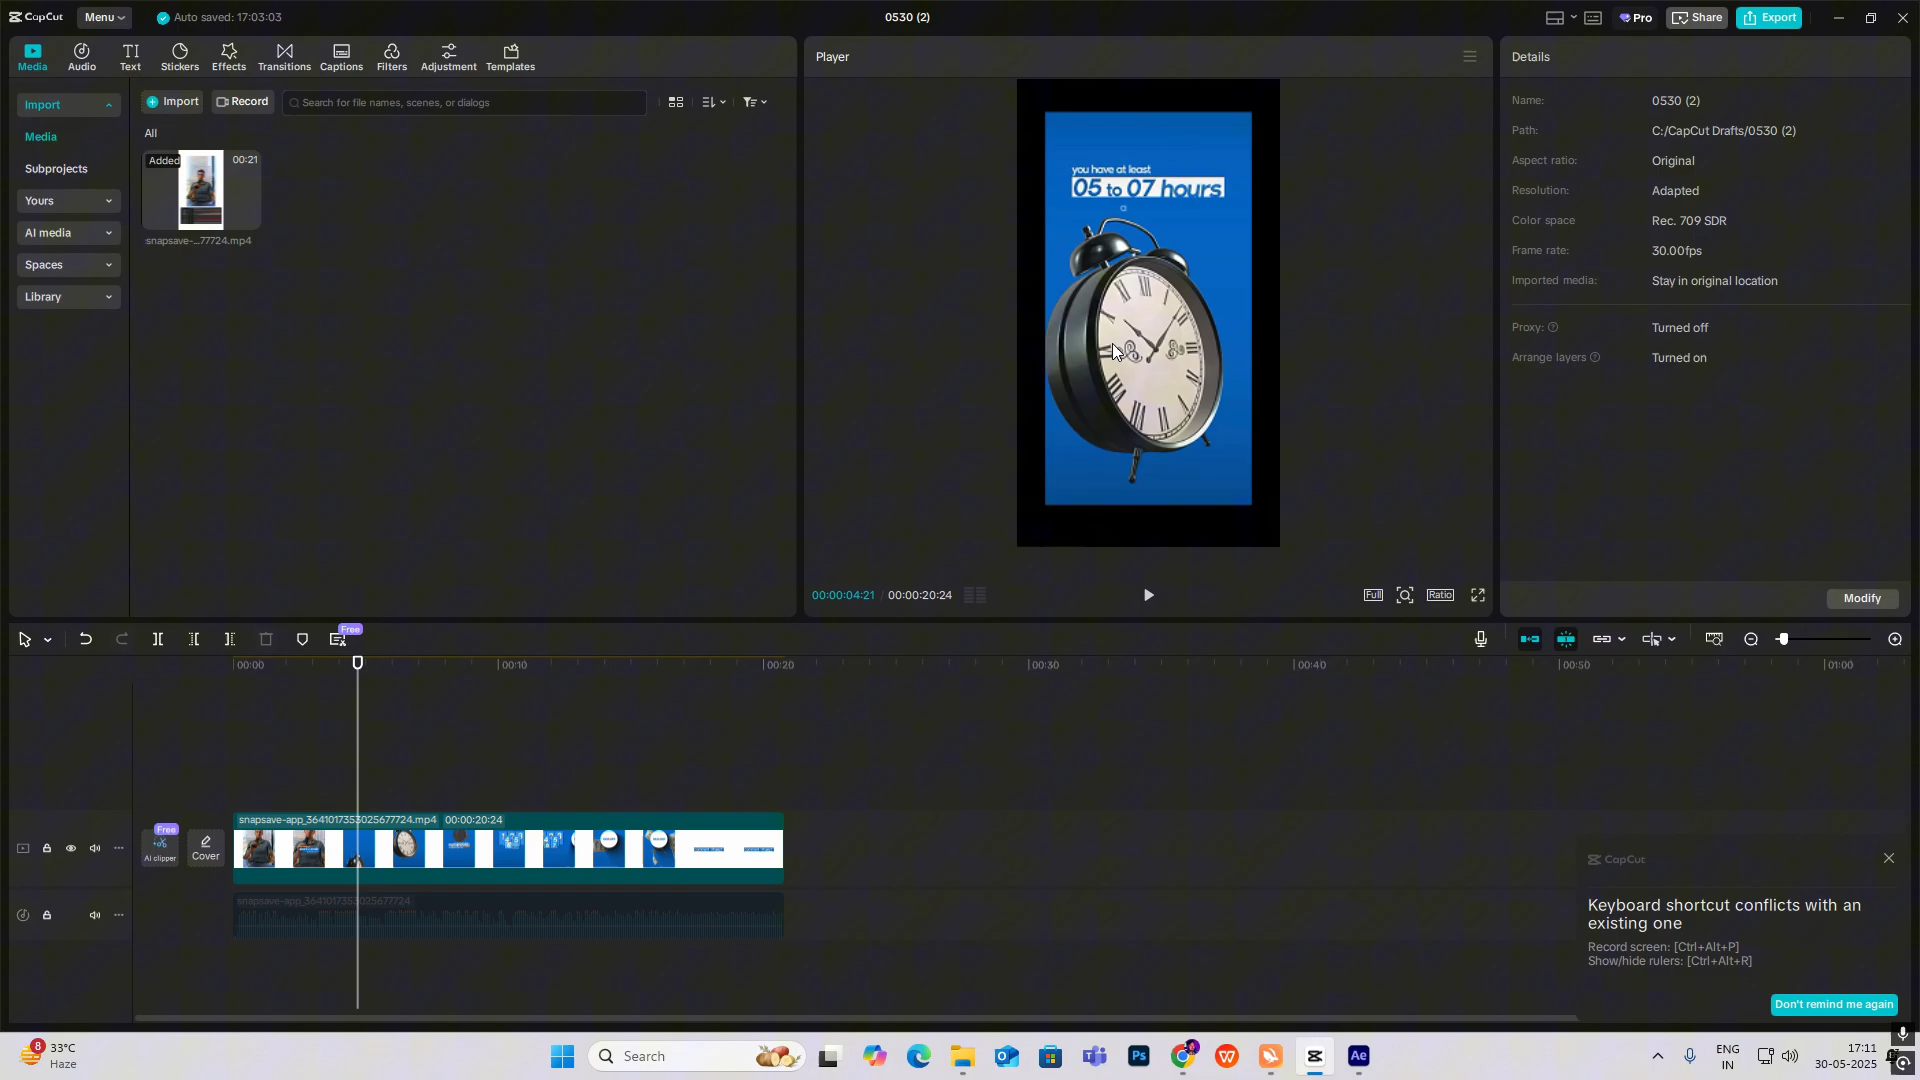 CapCut
Menu
Auto saved: 17:03:03
0530 (2)
Pro
Share
Export
Media
Audio
Text
Stickers
Effects
Transitions
Captions
Filters
Adjustment
Templates
Player
Details
Import
Media
Subprojects
Yours
AI media
Spaces
Library
Import
Record
Search for file names, scenes, or dialogs
All
Added
00:21
snapsave-...77724.mp4
you have at least
05 to 07 hours
a
Name:
0530 (2)
Path:
C:/CapCut Drafts/0530 (2)
Aspect ratio:
Original
Resolution:
Adapted
Color space
Rec. 709 SDR
Frame rate:
30.00fps
Imported media:
Stay in original location
Proxy:
Turned off
Arrange layers
Turned on
Modify
00:00:04:21 / 00:00:20:24
Full
Ratio
Free
00:00
00:10
00:20
00:30
00:40
00:50
01:00
Free
AI clipper
Cover
snapsave-app_3641017353025677724.mp4
00:00:20:24
snapsave-app_3641017353025677724
CapCut
Keyboard shortcut conflicts with an
existing one
Record screen: [Ctrl+Alt+P]
Show/hide rulers: [Ctrl+Alt+R]
Don't remind me again
8
33°C
Haze
Search
Ps
Ae
ENG
IN
17:11
30-05-2025